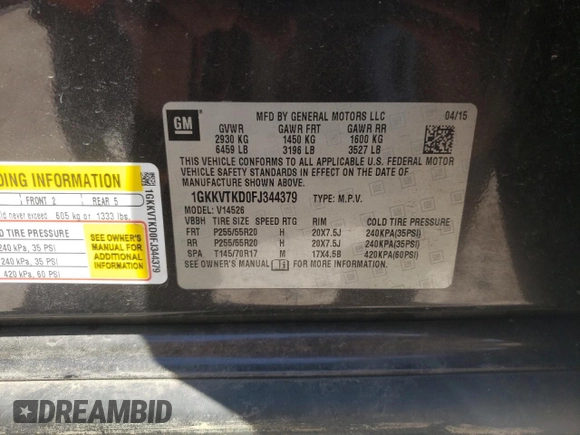 GM
MFD BY GENERAL MOTORS LLC 04/15
GVWR GAWR FRT GAWR RR
2930 KG 1450 KG 1600 KG
6459 LB 3196 LB 3527 LB
THIS VEHICLE CONFORMS TO ALL APPLICABLE U.S. FEDERAL MOTOR
VEHICLE SAFETY STANDARDS IN EFFECT ON THE DATE OF
MANUFACTURE SHOWN ABOVE.
1GKKVTKD0FJ344379 TYPE: M.P.V.
MODEL: V14526
VBBH TIRE SIZE SPEED RTG RIM COLD TIRE PRESSURE
FRT P255/55R20 H 20X7.5J 240KPA(35PSI)
RR P255/55R20 H 20X7.5J 240KPA(35PSI)
SPA T145/70R17 M 17X4.5B 420KPA(60PSI)
SEE OWNER'S MANUAL FOR MORE INFORMATION.
DING INFORMATION
FRONT 2 REAR 5
never exceed 605 kg or 1333 lbs.
TIRE PRESSURE
240 kPa, 35 PSI
240 kPa, 35 PSI
420 kPa, 60 PSI
SEE OWNER'S
MANUAL FOR
ADDITIONAL
INFORMATION
1GKKVTKD0FJ344379
DREAMBID